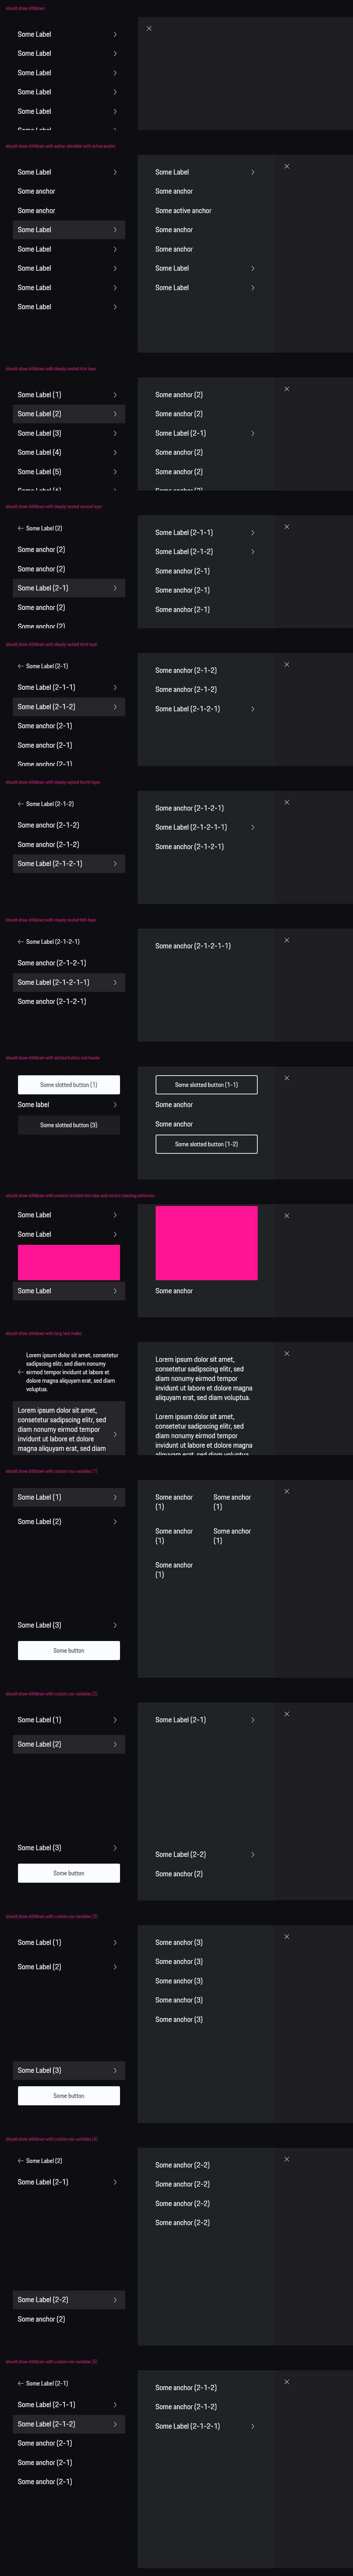 should show drilldown
Some Label
Some Label
Some Label
Some Label
Some Label
Some Label
should show drilldown with active-identifier with active anchor
Some Label
Some anchor
Some anchor
Some Label
Some Label
Some Label
Some Label
Some Label
Some Label
Some anchor
Some active anchor
Some anchor
Some anchor
Some Label
Some Label
should show drilldown with deeply nested first layer
Some Label (1)
Some Label (2)
Some Label (3)
Some Label (4)
Some Label (5)
Some Label (6)
Some anchor (2)
Some anchor (2)
Some Label (2-1)
Some anchor (2)
Some anchor (2)
Some anchor (2)
should show drilldown with deeply nested second layer
Some Label (2)
Some anchor (2)
Some anchor (2)
Some Label (2-1)
Some anchor (2)
Some anchor (2)
Some Label (2-1-1)
Some Label (2-1-2)
Some anchor (2-1)
Some anchor (2-1)
Some anchor (2-1)
should show drilldown with deeply nested third layer
Some Label (2-1)
Some Label (2-1-1)
Some Label (2-1-2)
Some anchor (2-1)
Some anchor (2-1)
Some anchor (2-1)
Some anchor (2-1-2)
Some anchor (2-1-2)
Some Label (2-1-2-1)
should show drilldown with deeply nested fourth layer
Some Label (2-1-2)
Some anchor (2-1-2)
Some anchor (2-1-2)
Some Label (2-1-2-1)
Some anchor (2-1-2-1)
Some Label (2-1-2-1-1)
Some anchor (2-1-2-1)
should show drilldown with deeply nested fifth layer
Some Label (2-1-2-1)
Some anchor (2-1-2-1)
Some Label (2-1-2-1-1)
Some anchor (2-1-2-1)
Some anchor (2-1-2-1-1)
should show drilldown with slotted button and header
Some slotted button (1)
Some label
Some slotted button (3)
Some slotted button (1-1)
Some anchor
Some anchor
Some slotted button (1-2)
should show drilldown with content scrolled into view and correct stacking behaviour
Some Label
Some Label
Some Label
Some anchor
should show drilldown with long text nodes
Lorem ipsum dolor sit amet, consetetur
sadipscing elitr, sed diam nonumy
eirmod tempor invidunt ut labore et
dolore magna aliquyam erat, sed diam
voluptua.
Lorem ipsum dolor sit amet,
consetetur sadipscing elitr, sed
diam nonumy eirmod tempor
invidunt ut labore et dolore
magna aliquyam erat, sed diam
Lorem ipsum dolor sit amet,
consetetur sadipscing elitr, sed
diam nonumy eirmod tempor
invidunt ut labore et dolore magna
aliquyam erat, sed diam voluptua.
Lorem ipsum dolor sit amet,
consetetur sadipscing elitr, sed
diam nonumy eirmod tempor
invidunt ut labore et dolore magna
aliquyam erat, sed diam voluptua.
should show drilldown with custom css variables (1)
Some Label (1)
Some Label (2)
Some Label (3)
Some button
Some anchor
(1)
Some anchor
(1)
Some anchor
(1)
Some anchor
(1)
Some anchor
(1)
should show drilldown with custom css variables (2)
Some Label (1)
Some Label (2)
Some Label (3)
Some button
Some Label (2-1)
Some Label (2-2)
Some anchor (2)
should show drilldown with custom css variables (3)
Some Label (1)
Some Label (2)
Some Label (3)
Some button
Some anchor (3)
Some anchor (3)
Some anchor (3)
Some anchor (3)
Some anchor (3)
should show drilldown with custom css variables (4)
Some Label (2)
Some Label (2-1)
Some Label (2-2)
Some anchor (2)
Some anchor (2-2)
Some anchor (2-2)
Some anchor (2-2)
Some anchor (2-2)
should show drilldown with custom css variables (5)
Some Label (2-1)
Some Label (2-1-1)
Some Label (2-1-2)
Some anchor (2-1)
Some anchor (2-1)
Some anchor (2-1)
Some anchor (2-1-2)
Some anchor (2-1-2)
Some Label (2-1-2-1)